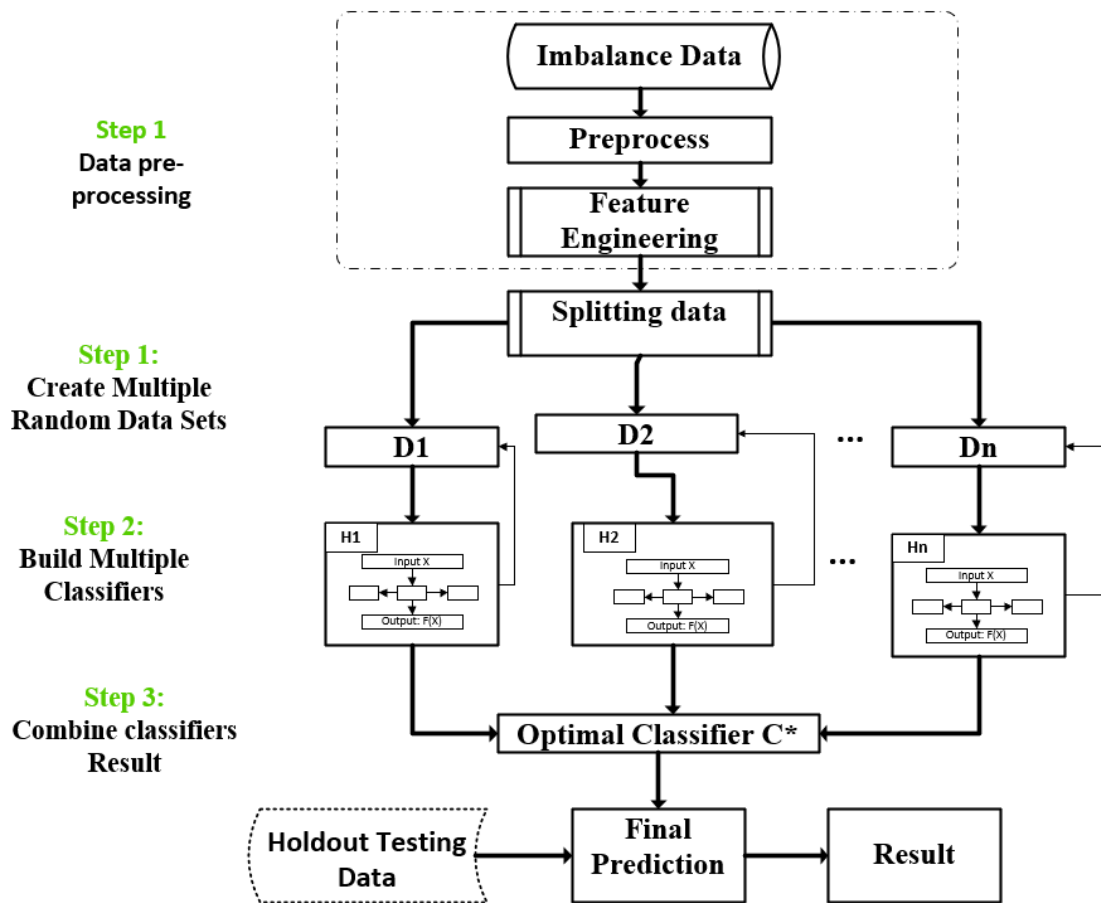 Imbalance Data
Preprocess
Feature
Engineering
Step 1
Data pre-
processing
Splitting data
Step 1:
Create Multiple
Random Data Sets
D1
D2
...
Dn
Step 2:
Build Multiple
Classifiers
H1
Input X
Output: F(X)
H2
Input X
Output: F(X)
...
Hn
Input X
Output: F(X)
Step 3:
Combine classifiers
Result
Optimal Classifier C*
Holdout Testing
Data
Final
Prediction
Result